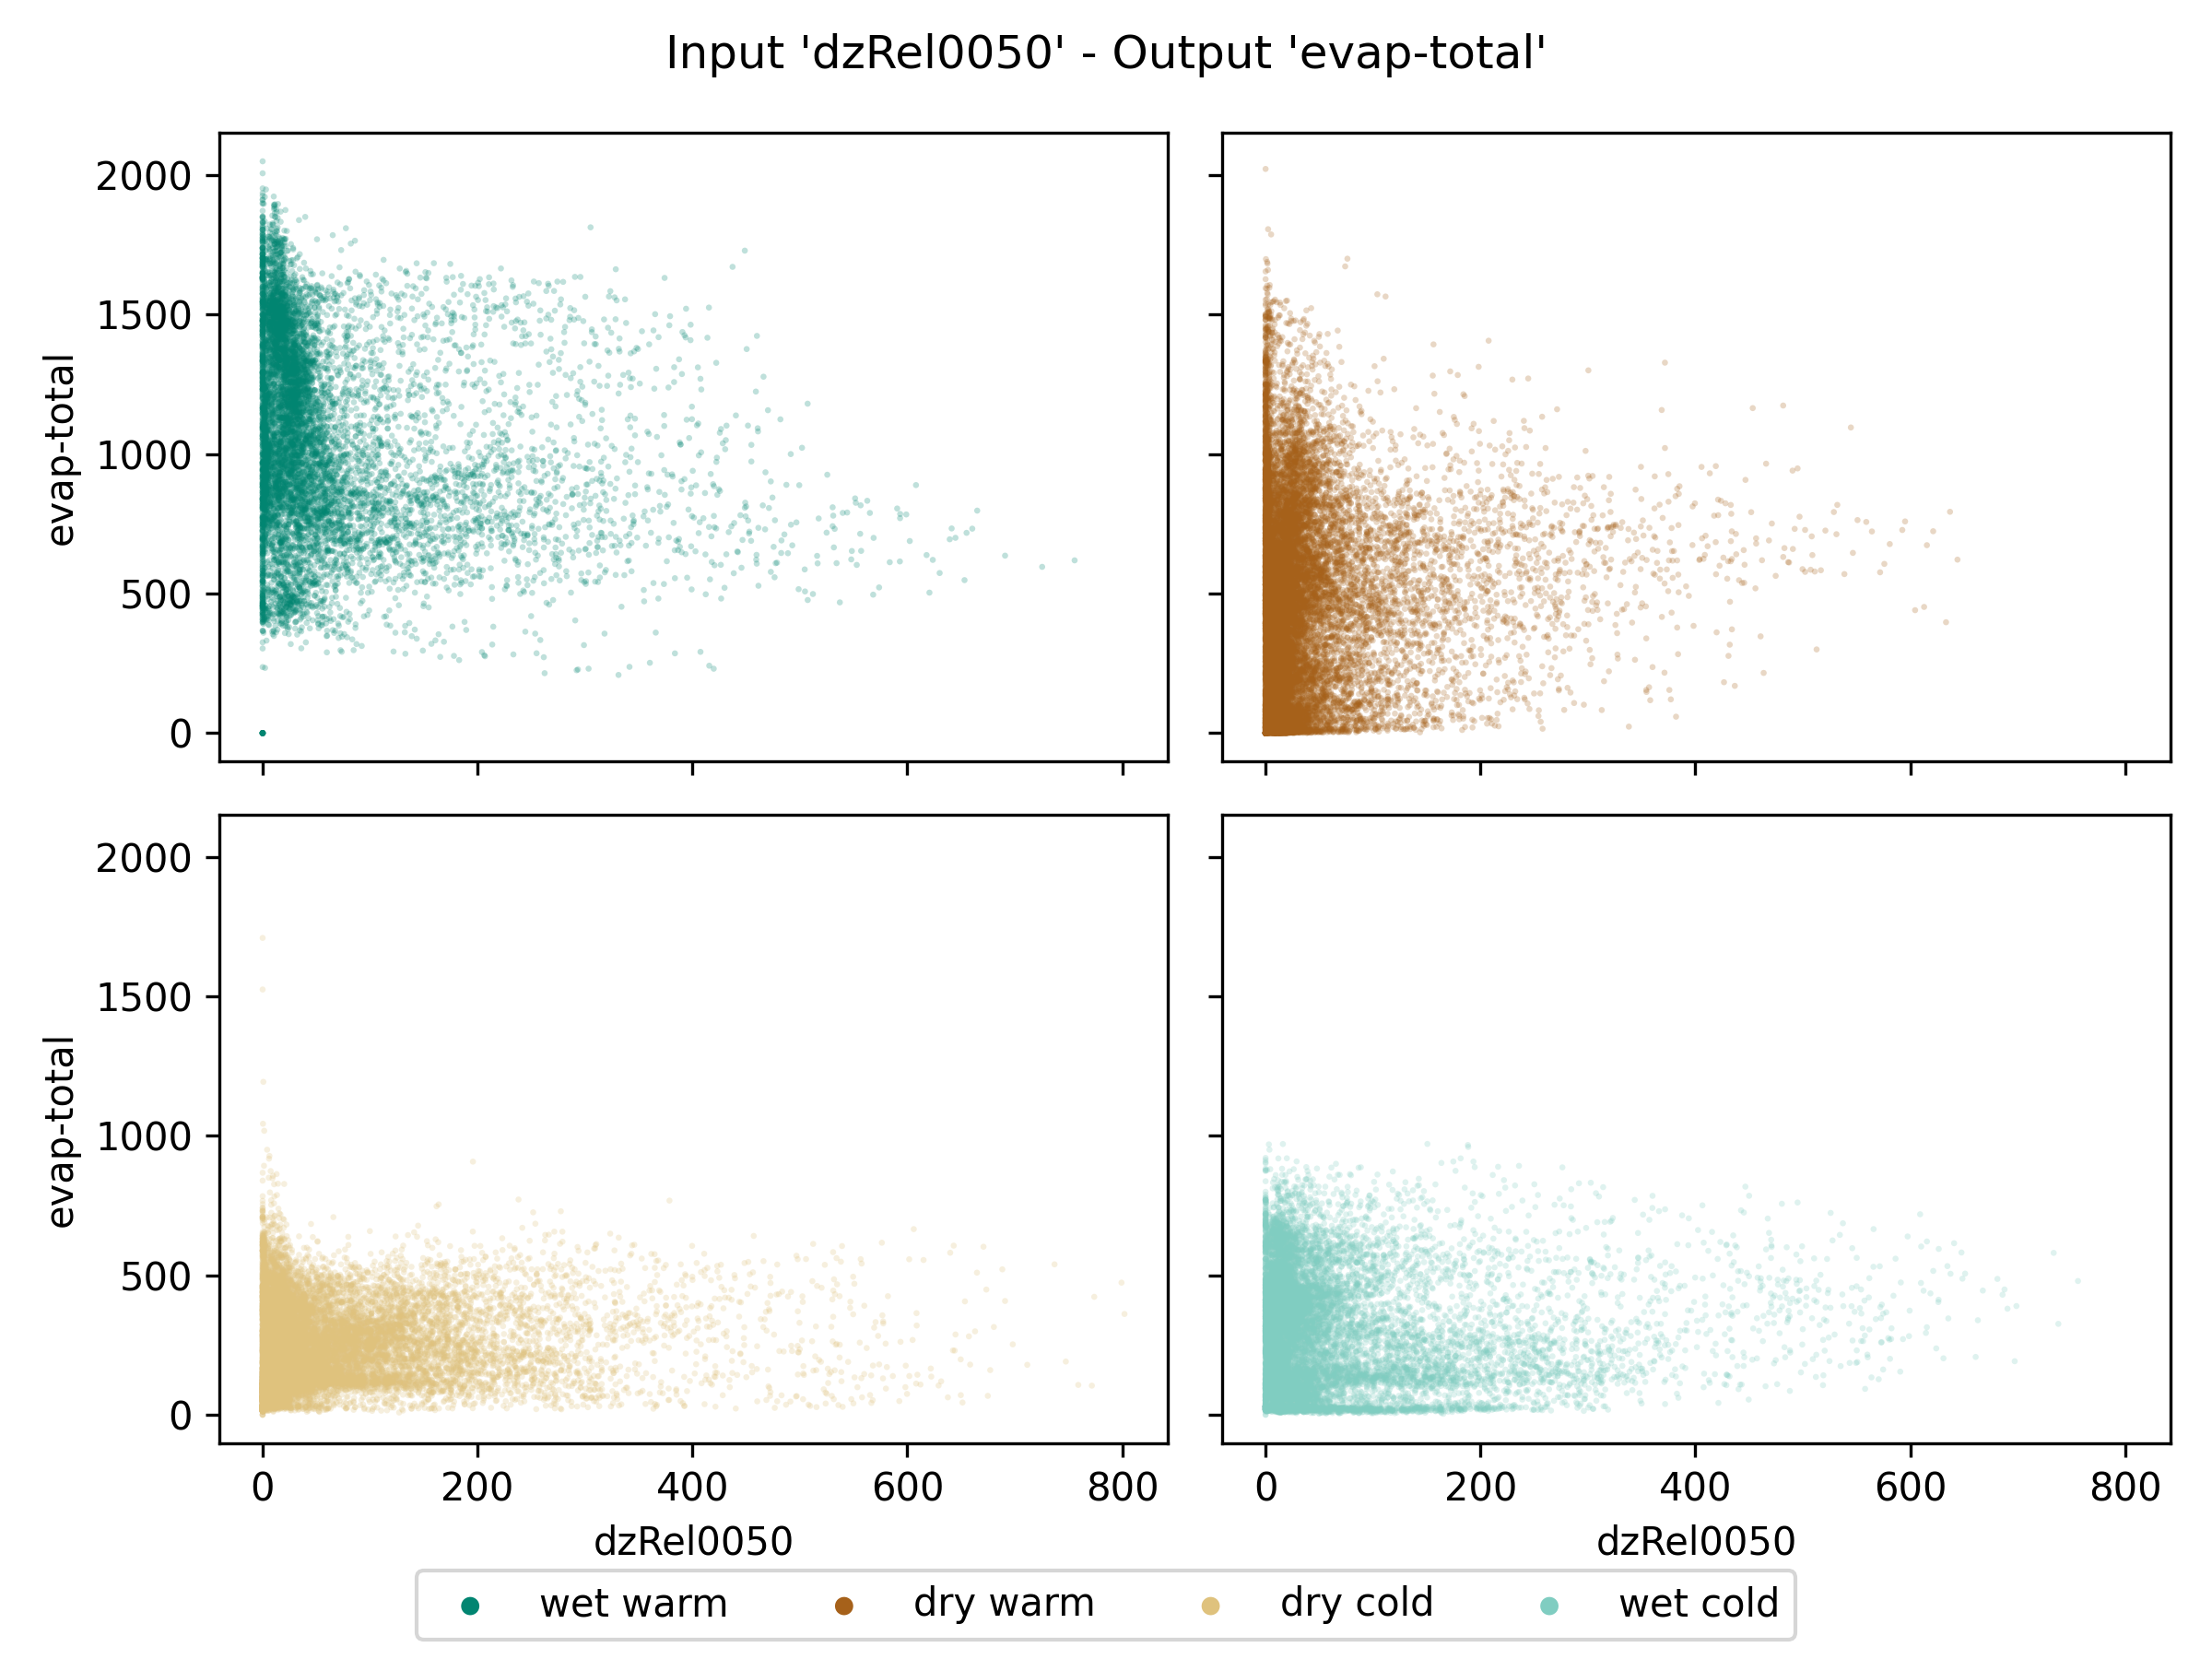 Input 'dzRel0050' - Output 'evap-total'
2000
1500
1000
500
0
evap-total
2000
1500
1000
500
0
evap-total
0 200 400 600 800
0 200 400 600 800
dzRel0050
dzRel0050
wet warm dry warm dry cold wet cold